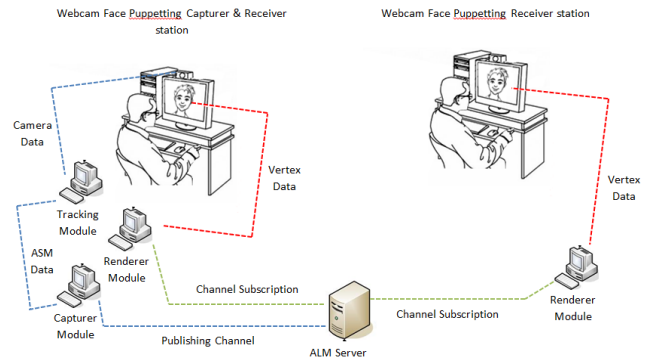 Webcam Face Puppetting Capturer & Receiver
station
Webcam Face Puppetting Receiver station
Camera
Data
Vertex
Data
Vertex
Data
Tracking
Module
ASM
Data
Renderer
Module
Channel Subscription
Renderer
Module
Capturer
Module
Channel Subscription
Publishing Channel
ALM Server